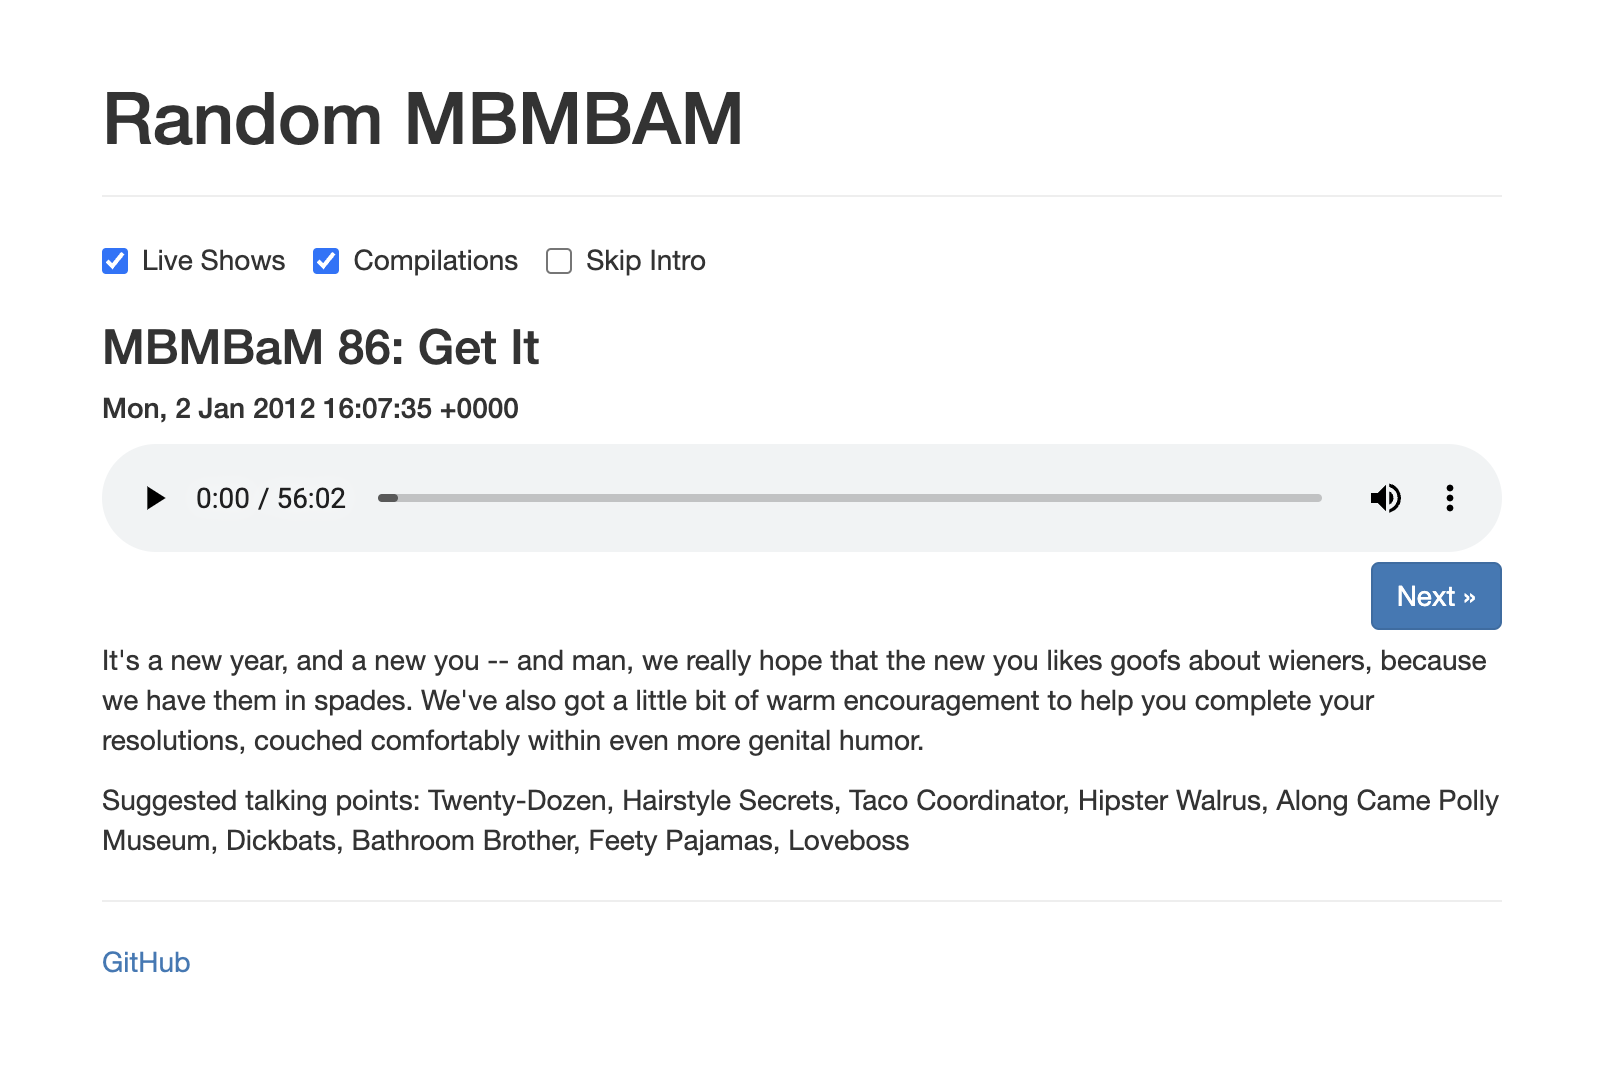 Random MBMBAM
Live Shows Compilations Skip Intro
MBMBaM 86: Get It
Mon, 2 Jan 2012 16:07:35 +0000
0:00 / 56:02
Next »
It's a new year, and a new you -- and man, we really hope that the new you likes goofs about wieners, because
we have them in spades. We've also got a little bit of warm encouragement to help you complete your
resolutions, couched comfortably within even more genital humor.
Suggested talking points: Twenty-Dozen, Hairstyle Secrets, Taco Coordinator, Hipster Walrus, Along Came Polly
Museum, Dickbats, Bathroom Brother, Feety Pajamas, Loveboss
GitHub